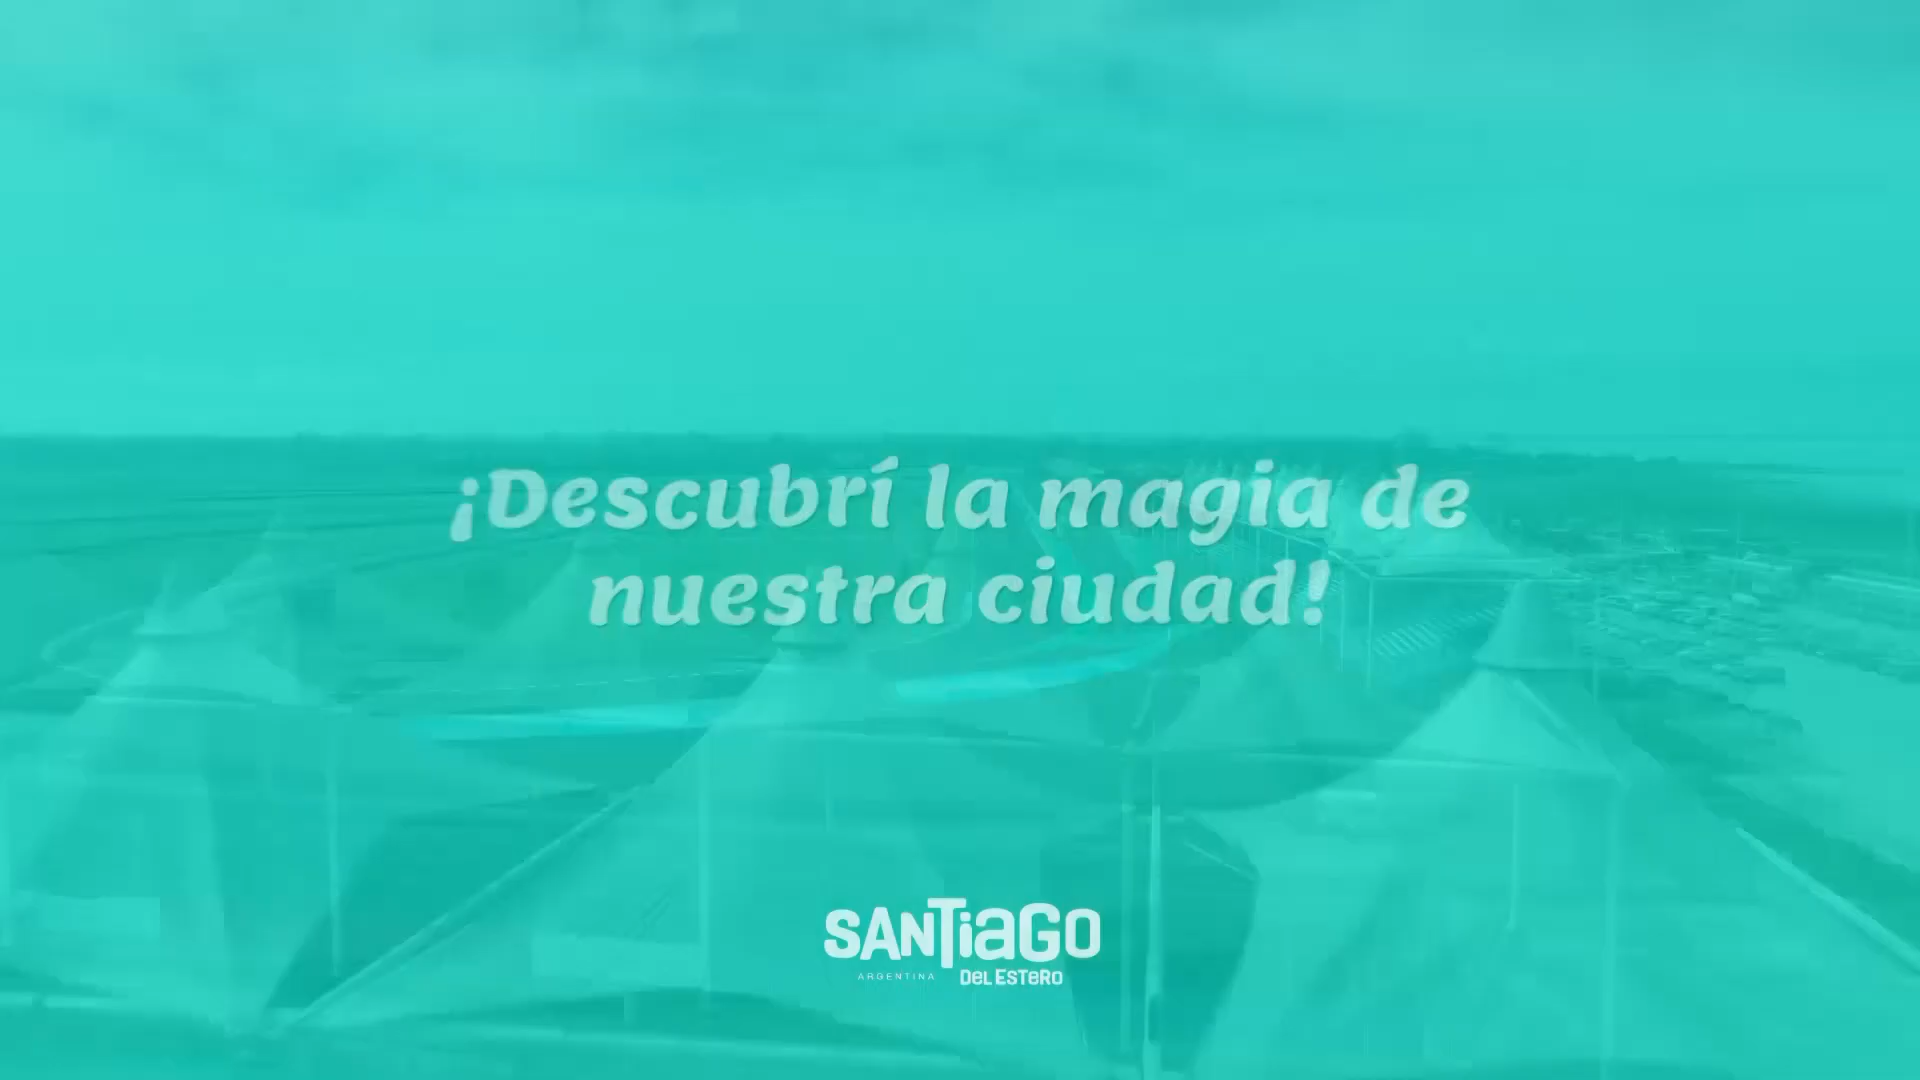 ¡Descubrí la magia de
nuestra ciudad!
SANTiaGO
ARGENTINA DeL ESTeRO